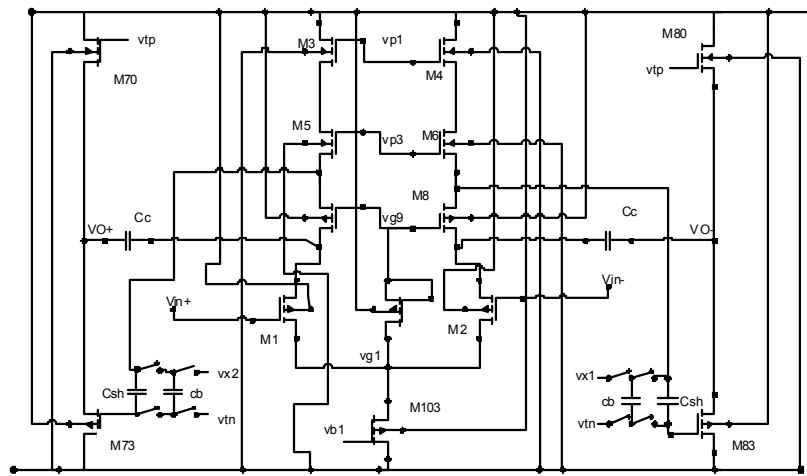 M3
vp1
M80
vtp
M4
vtp
M70
M5
vp3
M6
M8
Cc
vg9
Cc
VO+
VO-
Vin+
Vin-
M1
M2
vg1
Csh
cb
vx2
vx1
cb
Csh
M103
vtn
vtn
vb1
M73
M83